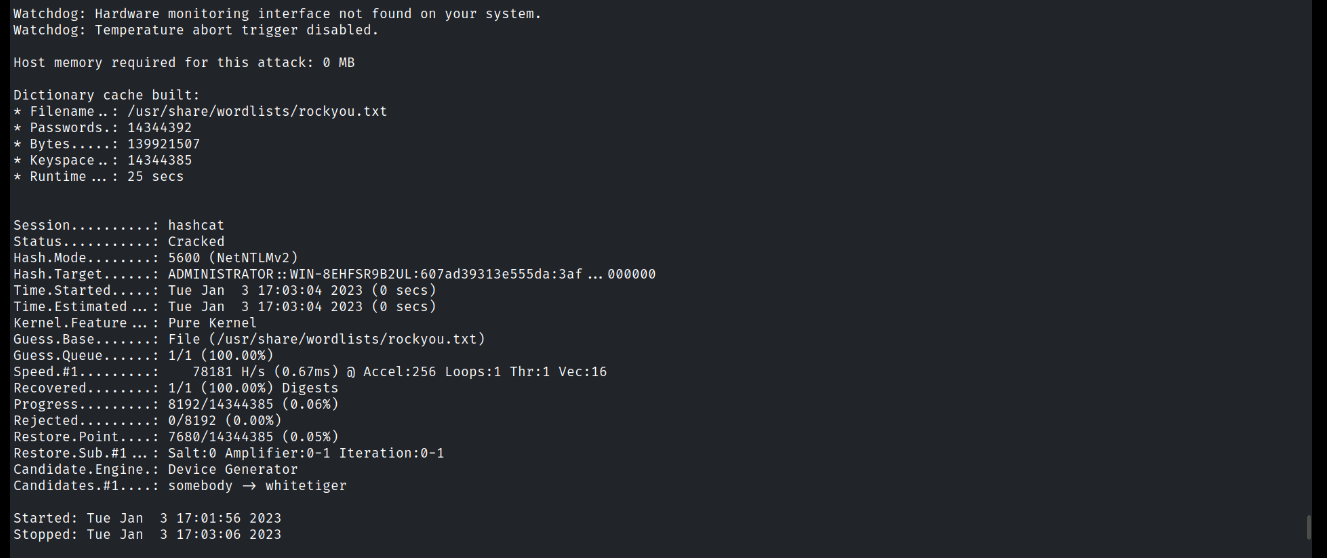 Watchdog: Hardware monitoring interface not found on your system.
Watchdog: Temperature abort trigger disabled.
Host memory required for this attack: 0 MB
Dictionary cache built:
* Filename..: /usr/share/wordlists/rockyou.txt
* Passwords.: 14344392
* Bytes.....: 139921507
* Keyspace..: 14344385
* Runtime...: 25 secs
Session..........: hashcat
Status...........: Cracked
Hash.Mode........: 5600 (NetNTLMv2)
Hash.Target......: ADMINISTRATOR::WIN-8EHFSR9B2UL:607ad39313e555da:3af...000000
Time.Started.....: Tue Jan  3 17:03:04 2023 (0 secs)
Time.Estimated...: Tue Jan  3 17:03:04 2023 (0 secs)
Kernel.Feature...: Pure Kernel
Guess.Base.......: File (/usr/share/wordlists/rockyou.txt)
Guess.Queue......: 1/1 (100.00%)
Speed.#1.........:    78181 H/s (0.67ms) @ Accel:256 Loops:1 Thr:1 Vec:16
Recovered........: 1/1 (100.00%) Digests
Progress.........: 8192/14344385 (0.06%)
Rejected.........: 0/8192 (0.00%)
Restore.Point....: 7680/14344385 (0.05%)
Restore.Sub.#1...: Salt:0 Amplifier:0-1 Iteration:0-1
Candidate.Engine.: Device Generator
Candidates.#1....: somebody -> whitetiger
Started: Tue Jan  3 17:01:56 2023
Stopped: Tue Jan  3 17:03:06 2023